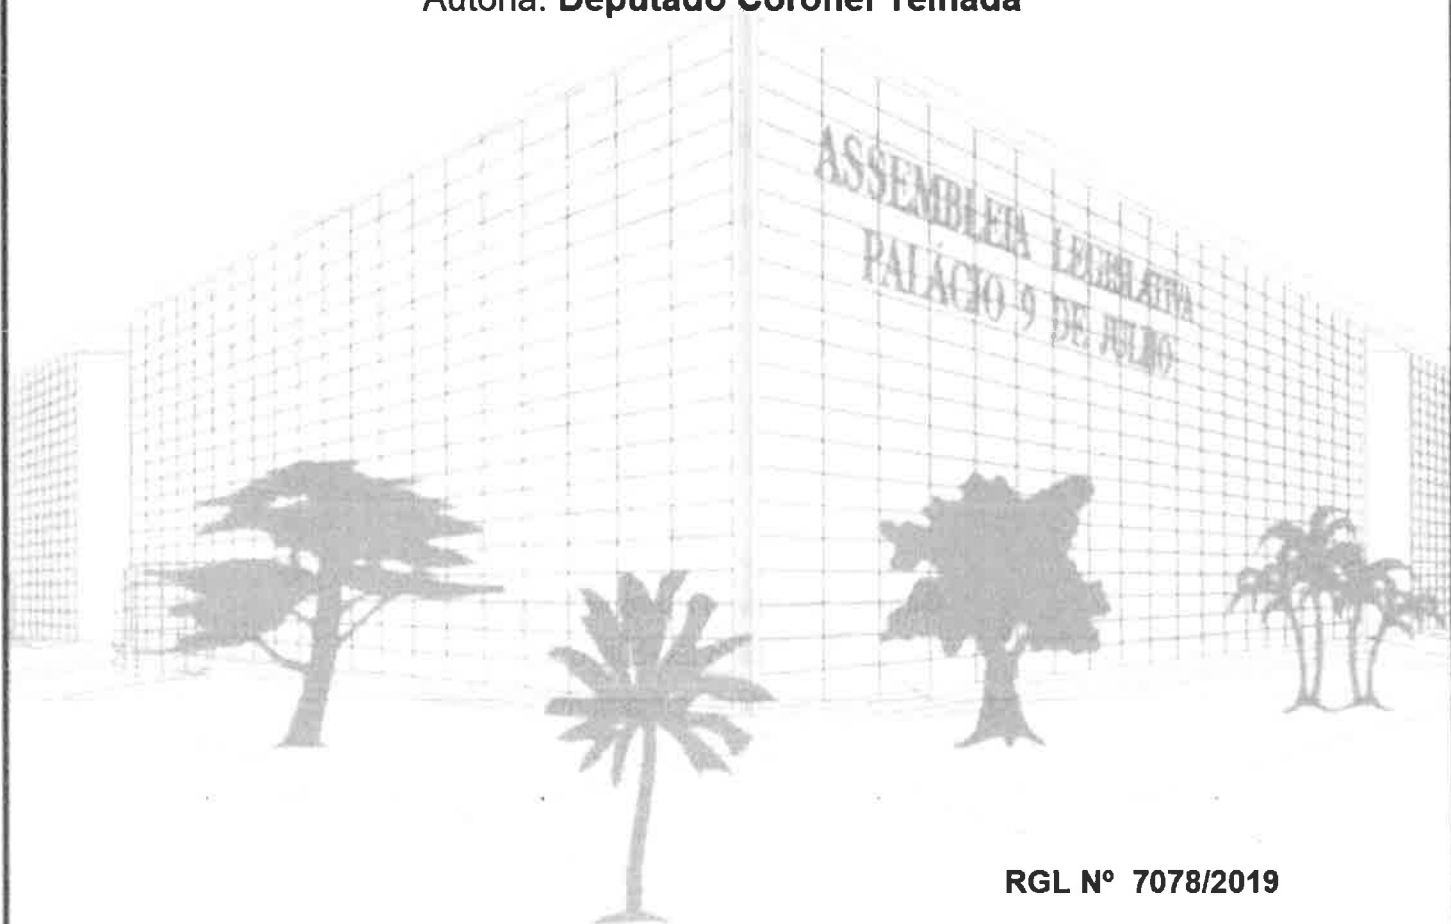 Autoria: Deputado Coronel Telhada
ASSEMBLEIA LEGISLATIVA
PALÁCIO 9 DE JULHO
RGL Nº 7078/2019